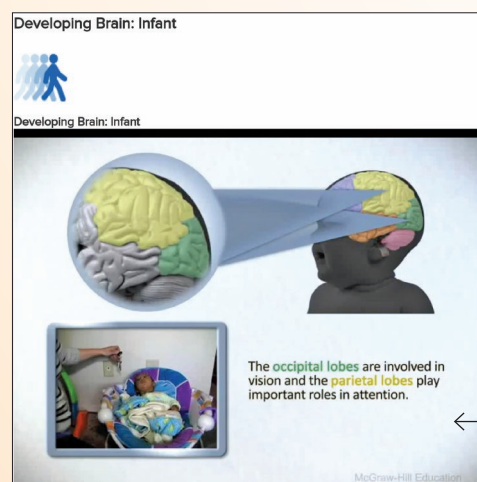 Developing Brain: Infant
Developing Brain: Infant
The occipital lobes are involved in
vision and the parietal lobes play
important roles in attention.
McGraw-Hill Education